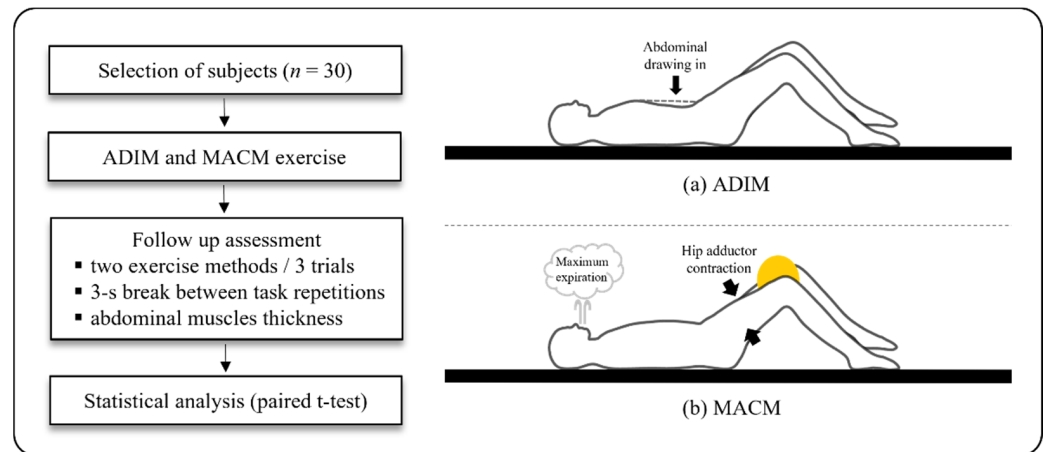 Selection of subjects (n = 30)
ADIM and MACM exercise
Follow up assessment
▪ two exercise methods / 3 trials
▪ 3-s break between task repetitions
▪ abdominal muscles thickness
Statistical analysis (paired t-test)
Abdominal
drawing in
(a) ADIM
Maximum
expiration
Hip adductor
contraction
(b) MACM